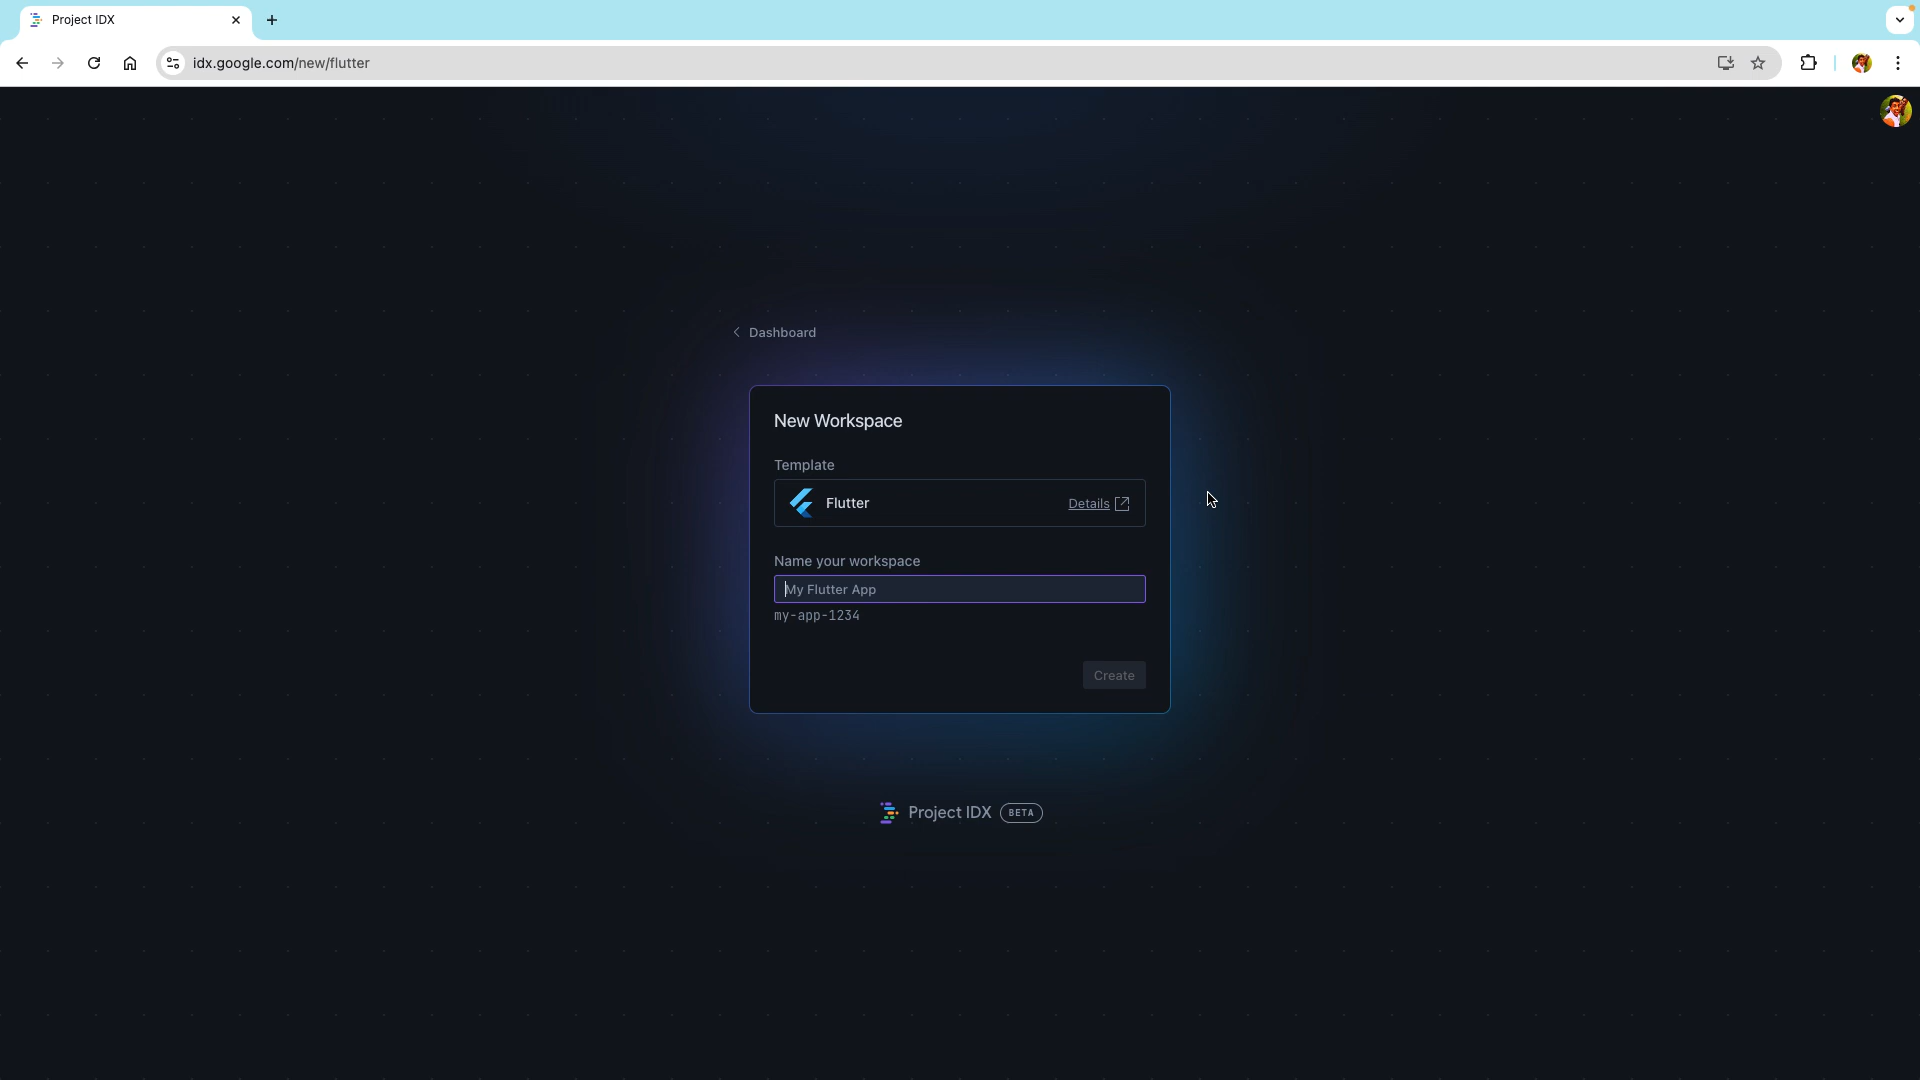 Project IDX
idx.google.com/new/flutter
Dashboard
New Workspace
Template
Flutter
Details
Name your workspace
My Flutter App
my-app-1234
Create
Project IDX BETA